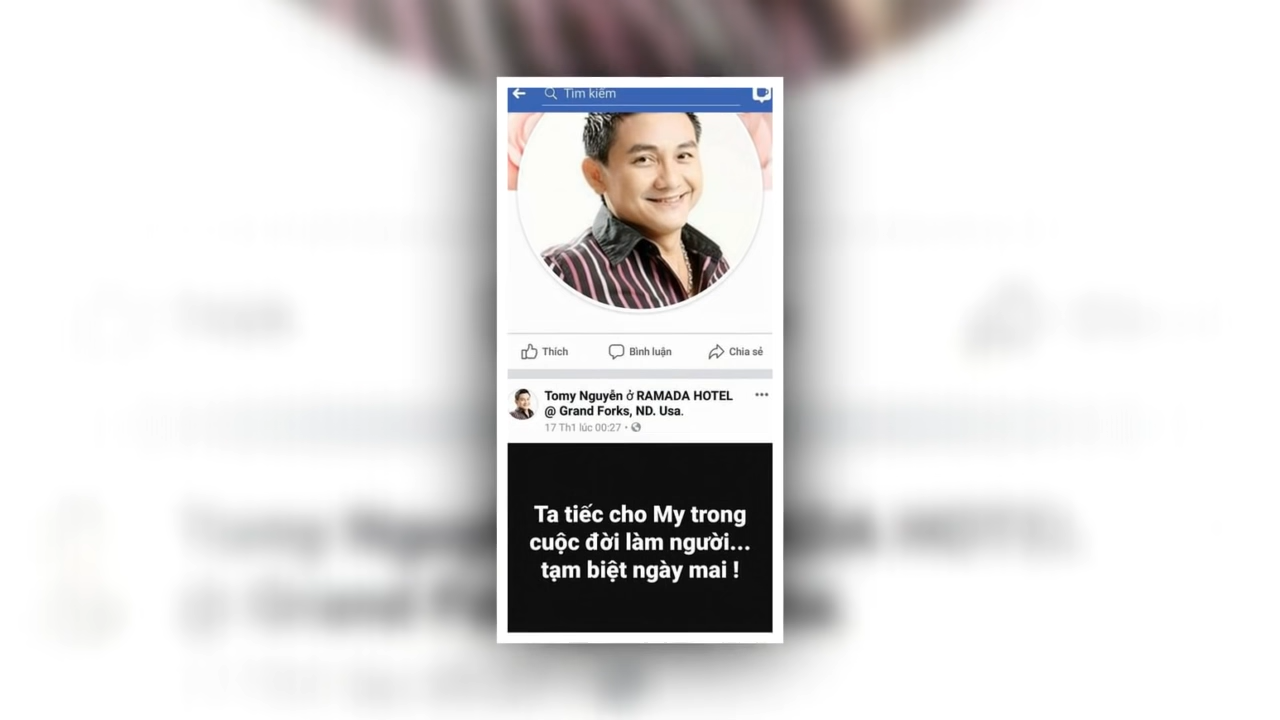 Tìm kiếm
Thích Bình luận Chia sẻ
Tomy Nguyễn ở RAMADA HOTEL
@ Grand Forks, ND. Usa.
17 Th1 lúc 00:27
Ta tiếc cho My trong
cuộc đời làm người...
tạm biệt ngày mai !